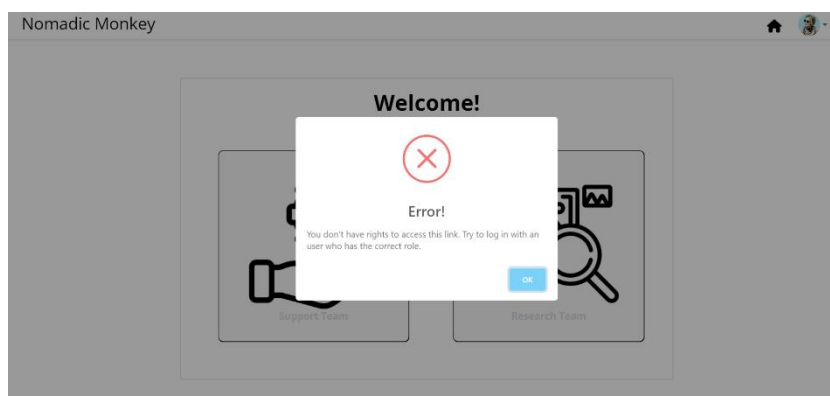 Nomadic Monkey
Welcome!
Error!
You don't have rights to access this link. Try to log in with an
user who has the correct role.
OK
Support Team
Research Team